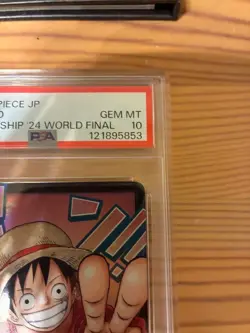 PIECE JP
GEM MT
SHIP '24 WORLD FINAL 10
PSA 121895853